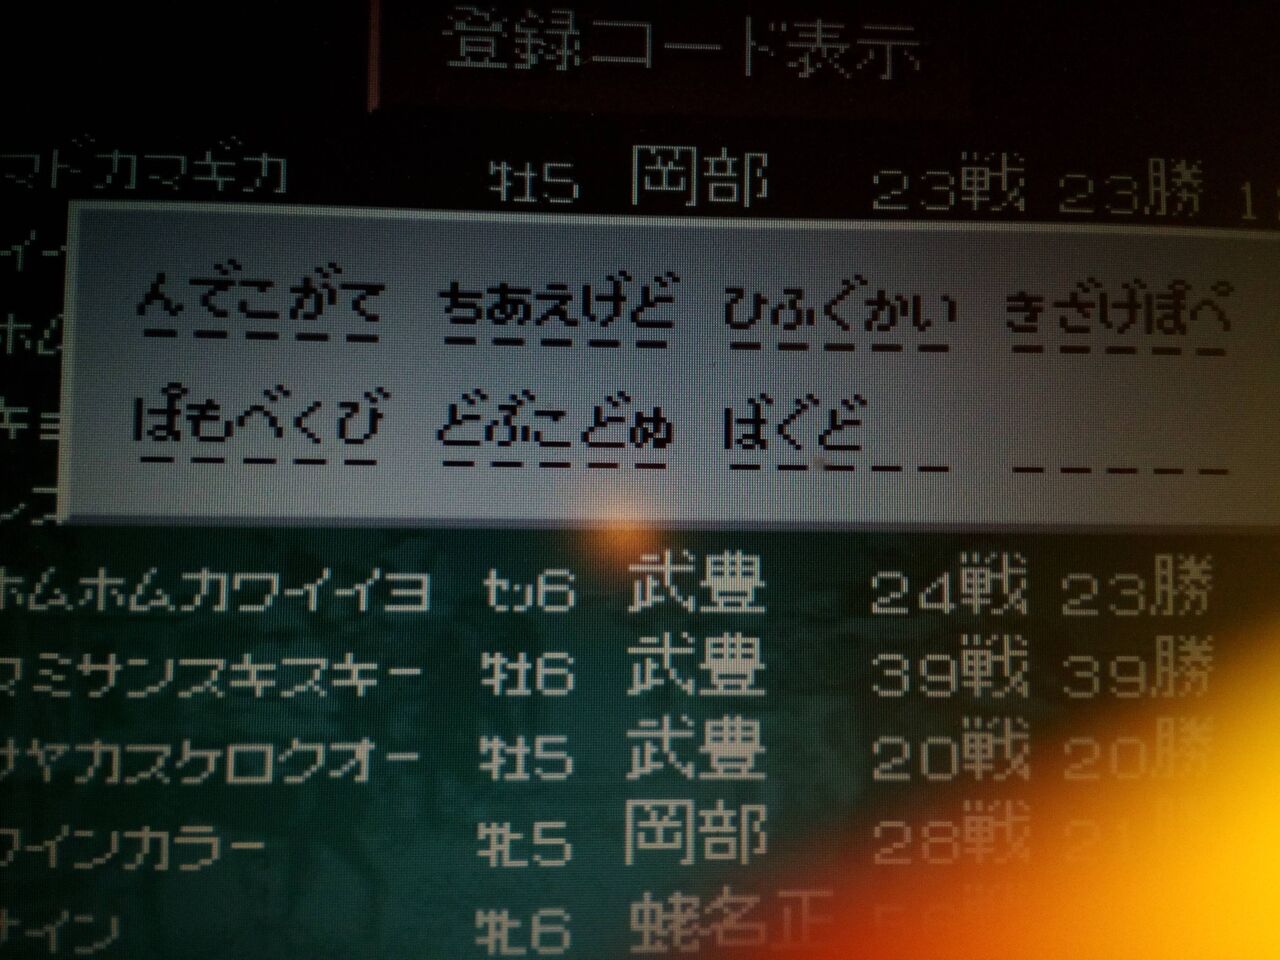 登録コード表示
マドカマギカ 牡5 岡部 23戦 23勝 1
んでこがて ちあえげど ひふぐかい きざげぽぺ
ぱもべくび どぶこどぬ ばぐど
ホムホムカワイイヨ セン6 武豊 24戦 23勝
マミサンスキスキー 牡6 武豊 39戦 39勝
サヤカスケロクオー 牡5 武豊 20戦 20勝
ワインカラー 牝5 岡部 28戦 21
イン 牝6 蛯名正